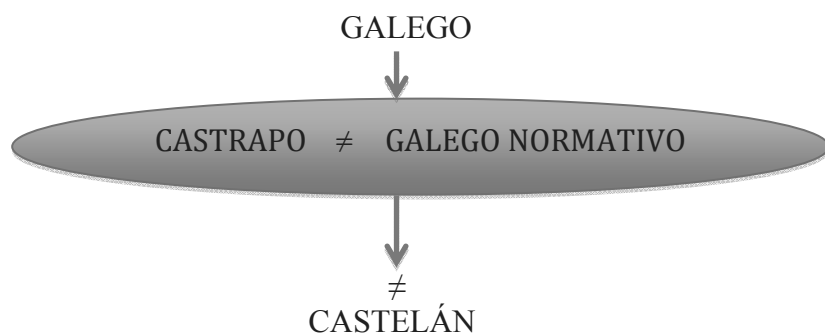 GALEGO
CASTRAPO ≠ GALEGO NORMATIVO
≠
CASTELÁN